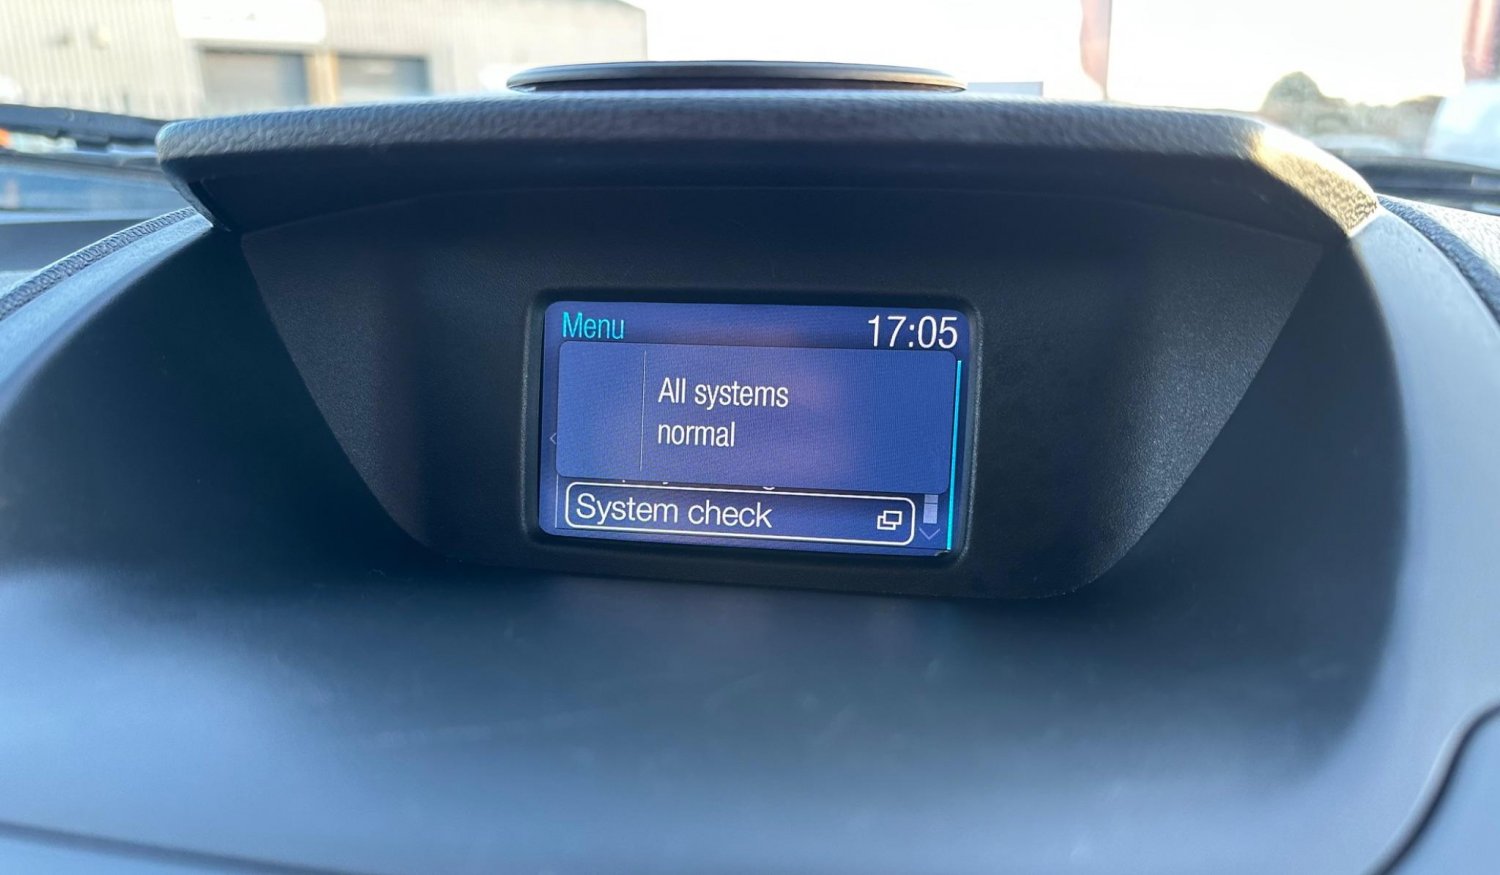 Menu
17:05
All systems
normal
System check